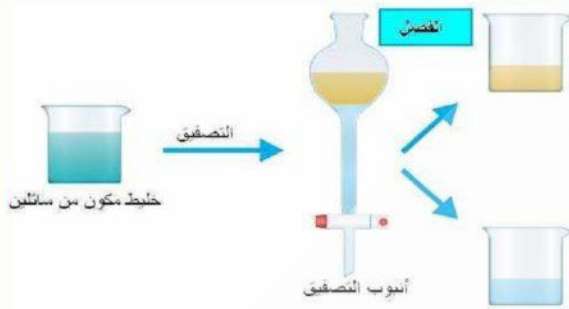 الفصل
التصفيق
خليط مكون من سائلين
أنبوب التصفيق